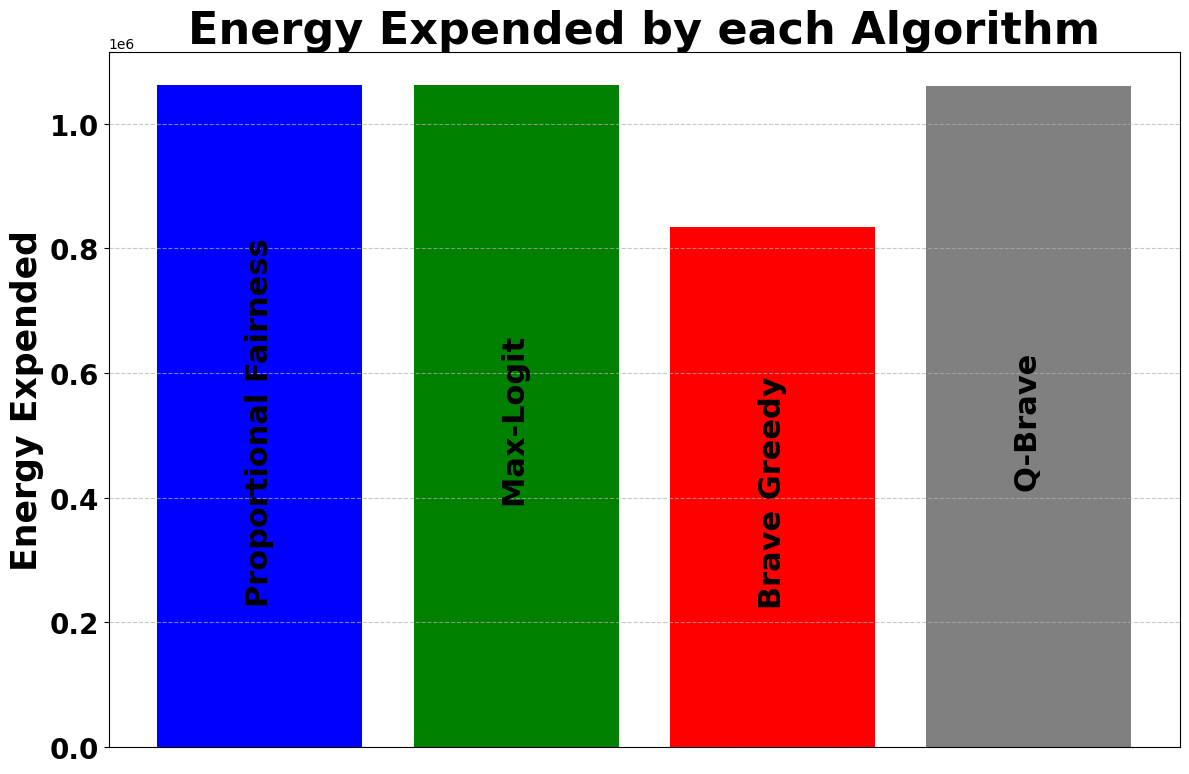 Energy Expended by each Algorithm
1e6
1.0
0.8
0.6
0.4
0.2
0.0
Energy Expended
Proportional Fairness
Max-Logit
Brave Greedy
Q-Brave